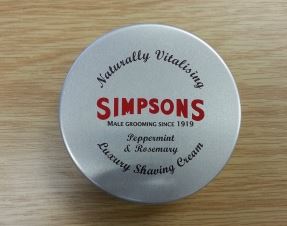 Naturally Vitalising
SIMPSONS
MALE GROOMING SINCE 1919
Peppermint
& Rosemary
Luxury Shaving Cream